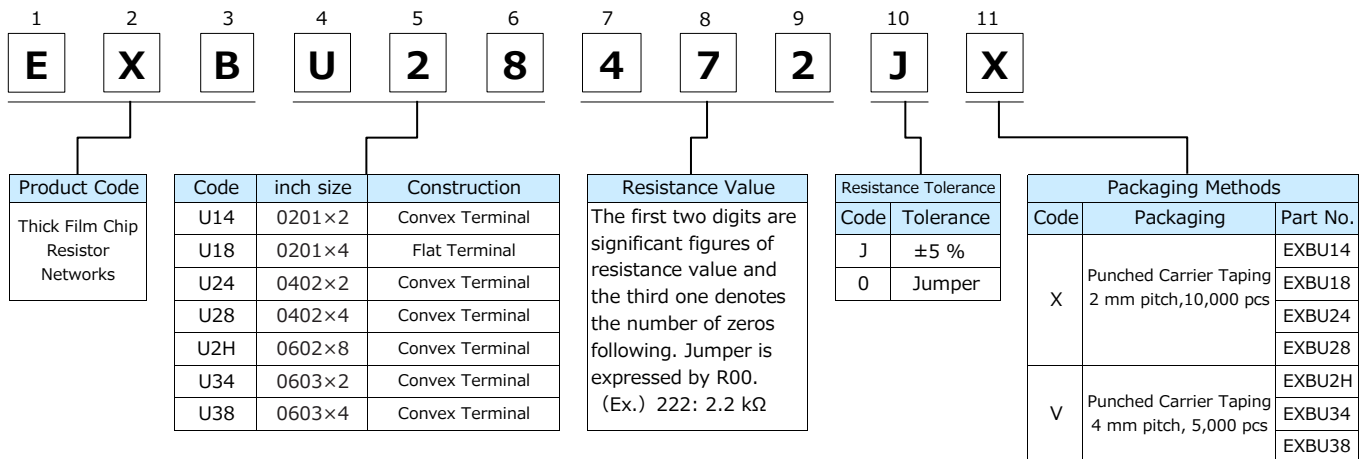 1 2 3 4 5 6 7 8 9 10 11
E X B U 2 8 4 7 2 J X
Product Code
Thick Film Chip
Resistor
Networks
Code inch size Construction
U14 0201×2 Convex Terminal
U18 0201×4 Flat Terminal
U24 0402×2 Convex Terminal
U28 0402×4 Convex Terminal
U2H 0602×8 Convex Terminal
U34 0603×2 Convex Terminal
U38 0603×4 Convex Terminal
Resistance Value
The first two digits are
significant figures of
resistance value and
the third one denotes
the number of zeros
following. Jumper is
expressed by R00.
（Ex.）222: 2.2 kΩ
Resistance Tolerance
Code Tolerance
J ±5 %
0 Jumper
Packaging Methods
Code Packaging Part No.
X Punched Carrier Taping
2 mm pitch,10,000 pcs
EXBU14
EXBU18
EXBU24
EXBU28
V Punched Carrier Taping
4 mm pitch, 5,000 pcs
EXBU2H
EXBU34
EXBU38